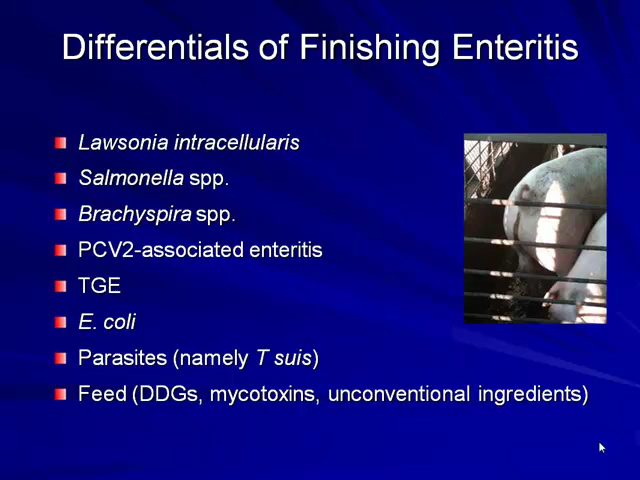 Differentials of Finishing Enteritis
Lawsonia intracellularis
Salmonella spp.
Brachyspira spp.
PCV2-associated enteritis
TGE
E. coli
Parasites (namely T suis)
Feed (DDGs, mycotoxins, unconventional ingredients)